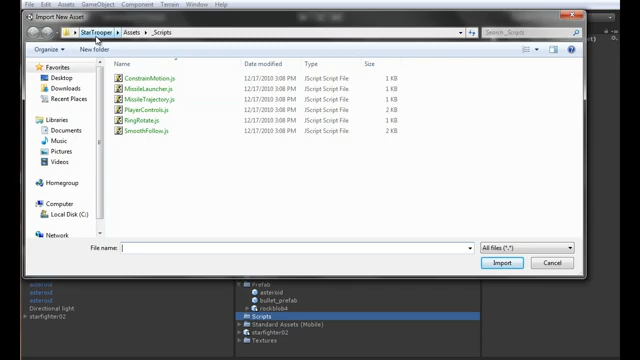 File Edit Assets GameObject Component Terrain Window Help
Import New Asset
StarTrooper Assets _Scripts
Search _Scripts
Organize New folder
Favorites
Desktop
Downloads
Recent Places
Libraries
Documents
Music
Pictures
Videos
Homegroup
Computer
Local Disk (C:)
Network
Name Date modified Type Size
ConstrainMotion.js 12/17/2010 3:08 PM JScript Script File 1 KB
MissileLauncher.js 12/17/2010 3:08 PM JScript Script File 1 KB
MissileTrajectory.js 12/17/2010 3:08 PM JScript Script File 1 KB
PlayerControls.js 12/17/2010 3:08 PM JScript Script File 2 KB
RingRotate.js 12/17/2010 3:08 PM JScript Script File 1 KB
SmoothFollow.js 12/17/2010 3:08 PM JScript Script File 2 KB
File name: All files (*.*)
Import Cancel
asteroid
asteroid
asteroid
Directional light
starfighter02
Prefab
asteroid
bullet_prefab
rockblob4
Scripts
Standard Assets (Mobile)
starfighter02
Textures